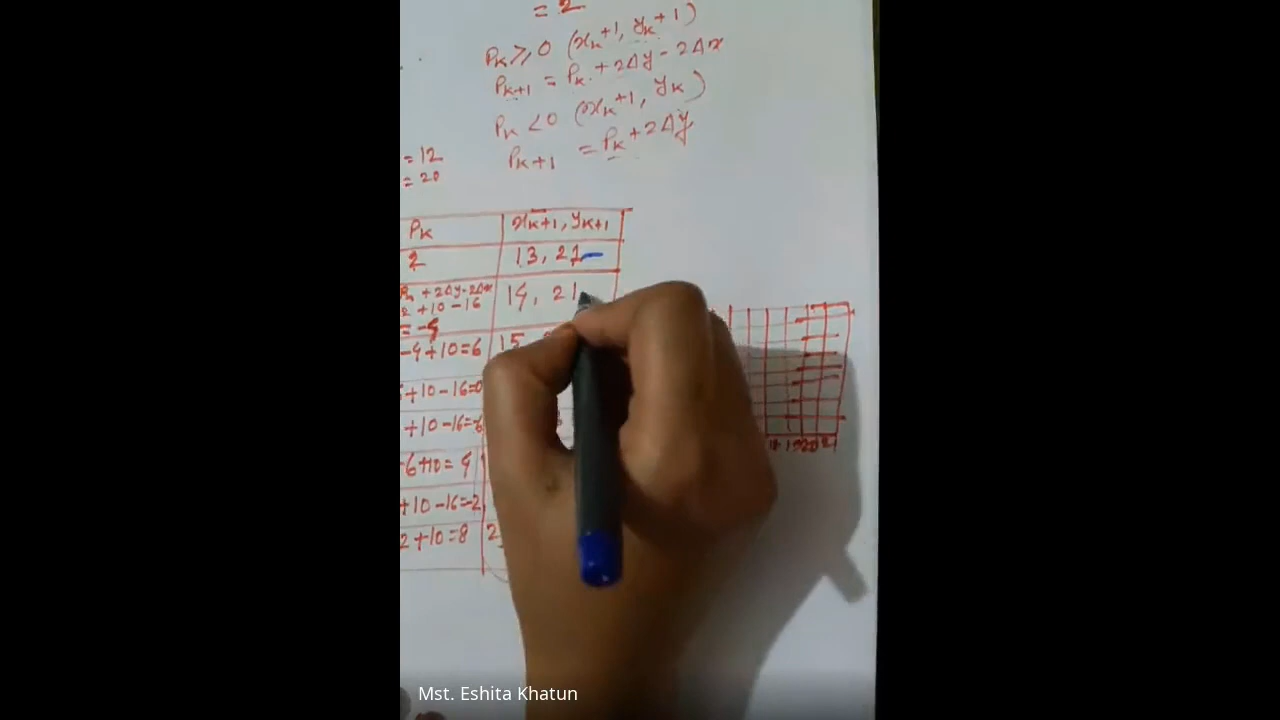 = 2
Pk ≥ 0 (xk+1, yk+1)
Pk+1 = Pk + 2Δy - 2Δx
Pk < 0 (xk+1, yk)
Pk+1 = Pk + 2Δy
= 12
= 20
Pk xk+1, yk+1
2 13, 21
Pk + 2Δy-2Δx 14, 21
2 + 10 - 16
= -4
-4+10=6 15,
+10-16=0
+10-16=-6
-6+10=4
+10-16=-2
2+10=8 2
Mst. Eshita Khatun